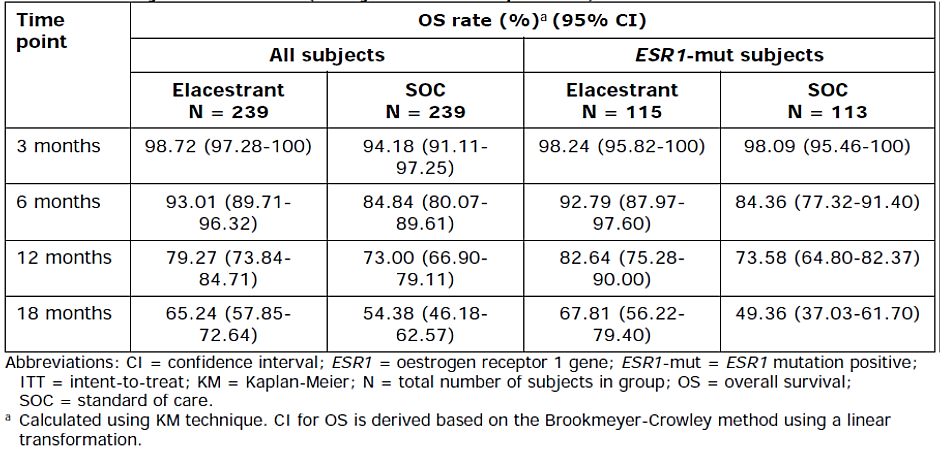 Time point
OS rate (%)ᵃ (95% CI)
All subjects
ESR1-mut subjects
Elacestrant
N = 239
SOC
N = 239
Elacestrant
N = 115
SOC
N = 113
3 months
98.72 (97.28-100)
94.18 (91.11-
97.25)
98.24 (95.82-100)
98.09 (95.46-100)
6 months
93.01 (89.71-
96.32)
84.84 (80.07-
89.61)
92.79 (87.97-
97.60)
84.36 (77.32-91.40)
12 months
79.27 (73.84-
84.71)
73.00 (66.90-
79.11)
82.64 (75.28-
90.00)
73.58 (64.80-82.37)
18 months
65.24 (57.85-
72.64)
54.38 (46.18-
62.57)
67.81 (56.22-
79.40)
49.36 (37.03-61.70)
Abbreviations: CI = confidence interval; ESR1 = oestrogen receptor 1 gene; ESR1-mut = ESR1 mutation positive;
ITT = intent-to-treat; KM = Kaplan-Meier; N = total number of subjects in group; OS = overall survival;
SOC = standard of care.
ᵃ Calculated using KM technique. CI for OS is derived based on the Brookmeyer-Crowley method using a linear
transformation.